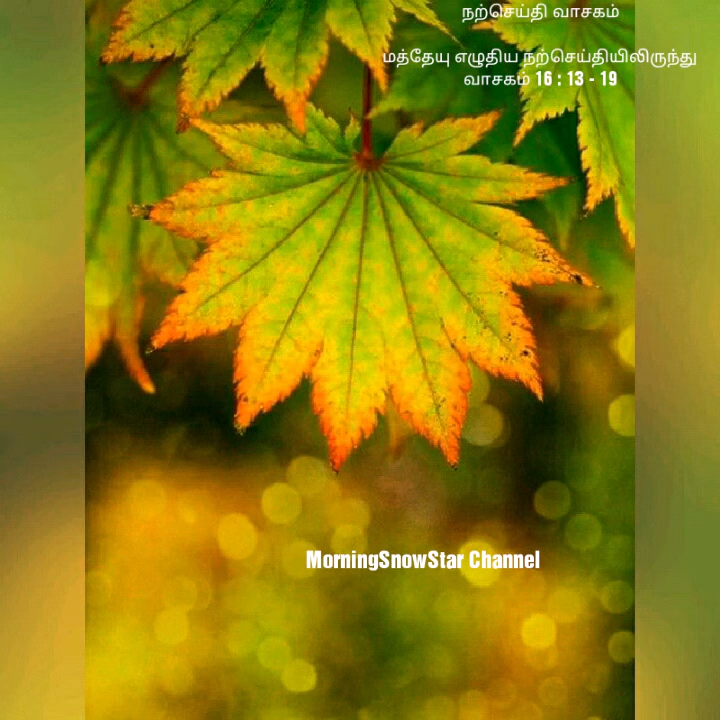 நற்செய்தி வாசகம்
மத்தேயு எழுதிய நற்செய்தியிலிருந்து
வாசகம் 16 : 13 - 19
MorningSnowStar Channel